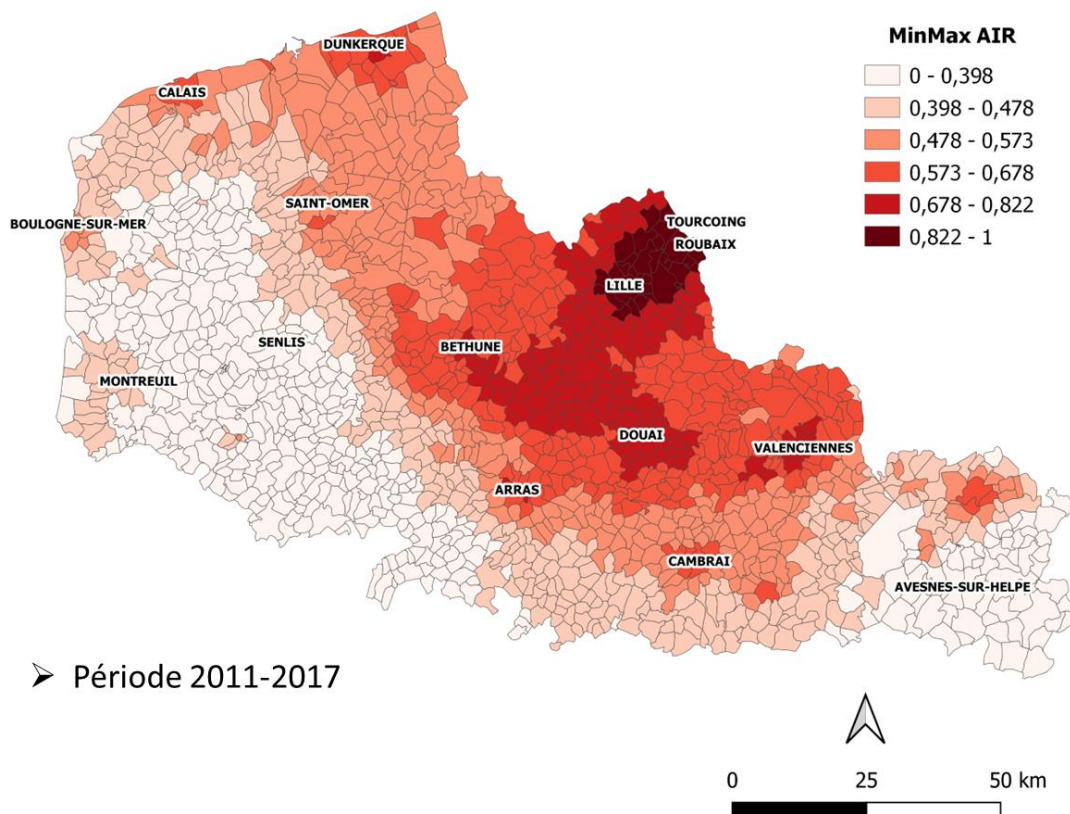 DUNKERQUE
MinMax AIR
0 - 0,398
0,398 - 0,478
0,478 - 0,573
0,573 - 0,678
0,678 - 0,822
0,822 - 1
CALAIS
SAINT-OMER
BOULOGNE-SUR-MER
TOURCOING
ROUBAIX
LILLE
SENLIS
BETHUNE
MONTREUIL
DOUAI
VALENCIENNES
ARRAS
CAMBRAI
AVESNES-SUR-HELPE
➢ Période 2011-2017
0 25 50 km